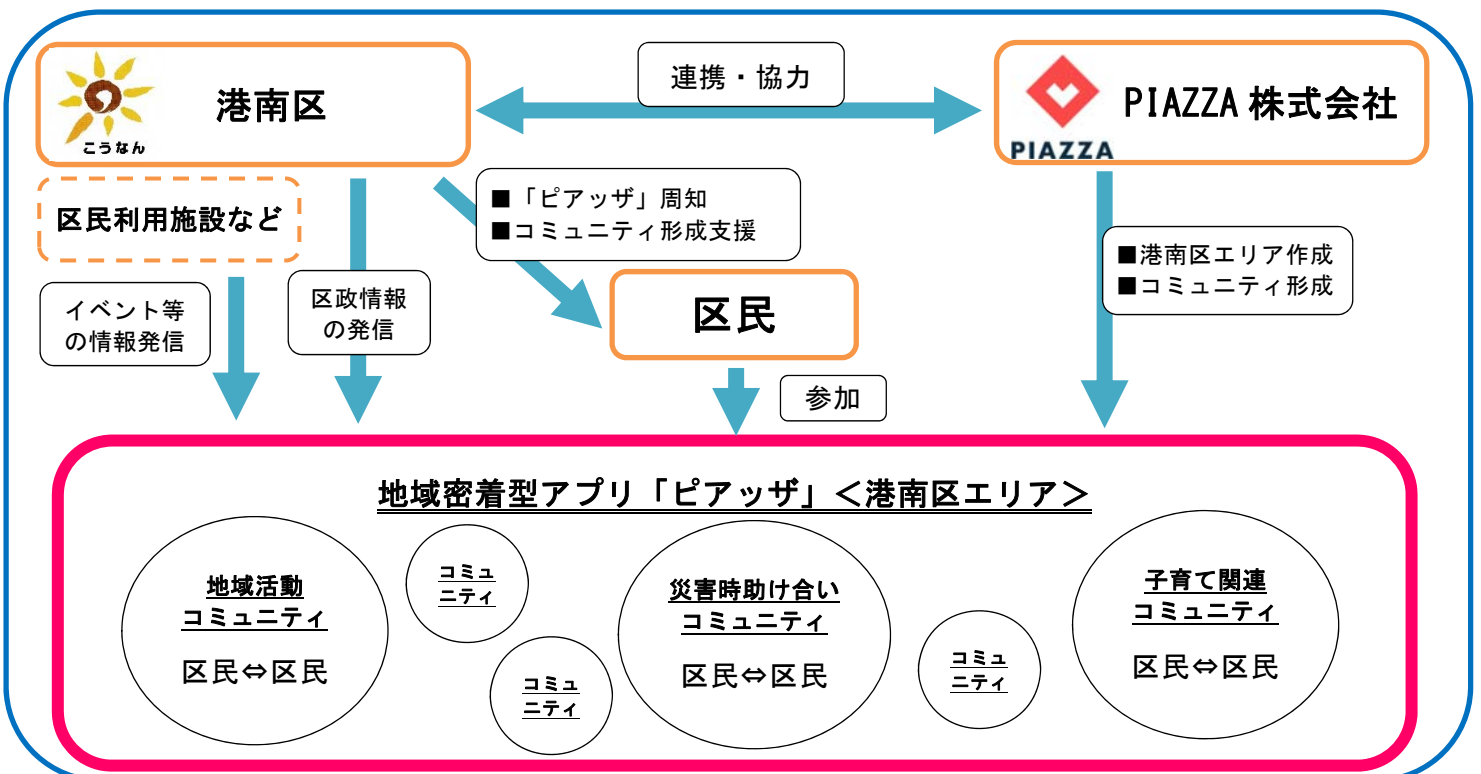 連携・協力
港南区
こうなん
PIAZZA 株式会社
PIAZZA
区民利用施設など
■「ピアッザ」周知
■コミュニティ形成支援
■港南区エリア作成
■コミュニティ形成
イベント等
の情報発信
区政情報
の発信
区民
参加
地域密着型アプリ「ピアッザ」＜港南区エリア＞
地域活動
コミュニティ
区民⇔区民
コミュ
ニティ
コミュ
ニティ
災害時助け合い
コミュニティ
区民⇔区民
コミュ
ニティ
子育て関連
コミュニティ
区民⇔区民